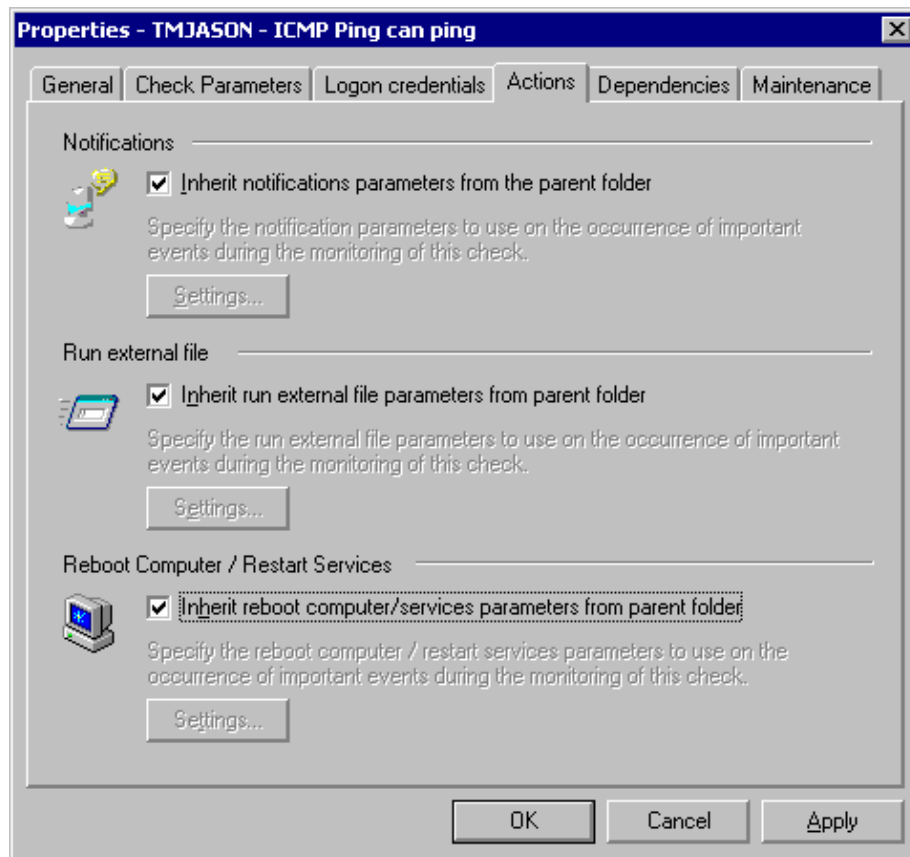 Properties - TMJASON - ICMP Ping can ping
General
Check Parameters
Logon credentials
Actions
Dependencies
Maintenance
Notifications
Inherit notifications parameters from the parent folder
Specify the notification parameters to use on the occurrence of important
events during the monitoring of this check.
Settings...
Run external file
Inherit run external file parameters from parent folder
Specify the run external file parameters to use on the occurrence of important
events during the monitoring of this check.
Settings...
Reboot Computer / Restart Services
Inherit reboot computer/services parameters from parent folder
Specify the reboot computer / restart services parameters to use on the
occurrence of important events during the monitoring of this check.
Settings...
OK
Cancel
Apply